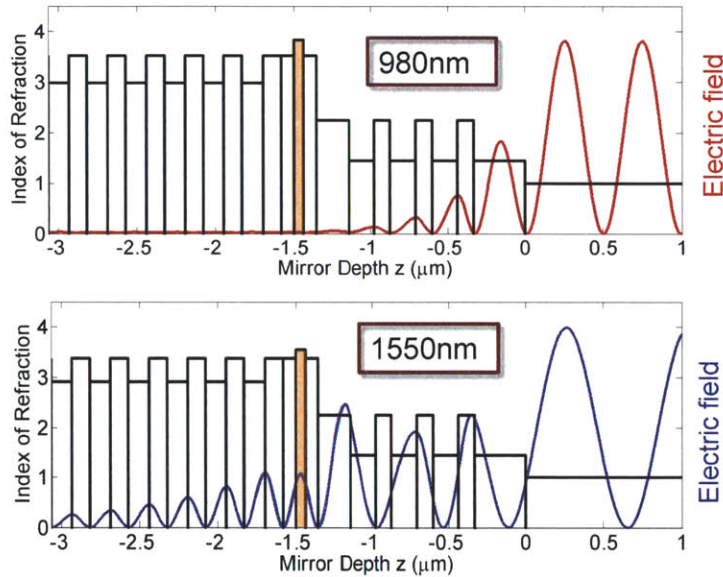 980nm
Index of Refraction
4
3
2
1
0
-3 -2.5 -2 -1.5 -1 -0.5 0 0.5 1
Mirror Depth z (μm)
Electric field
1550nm
Index of Refraction
4
3
2
1
0
-3 -2.5 -2 -1.5 -1 -0.5 0 0.5 1
Mirror Depth z (μm)
Electric field